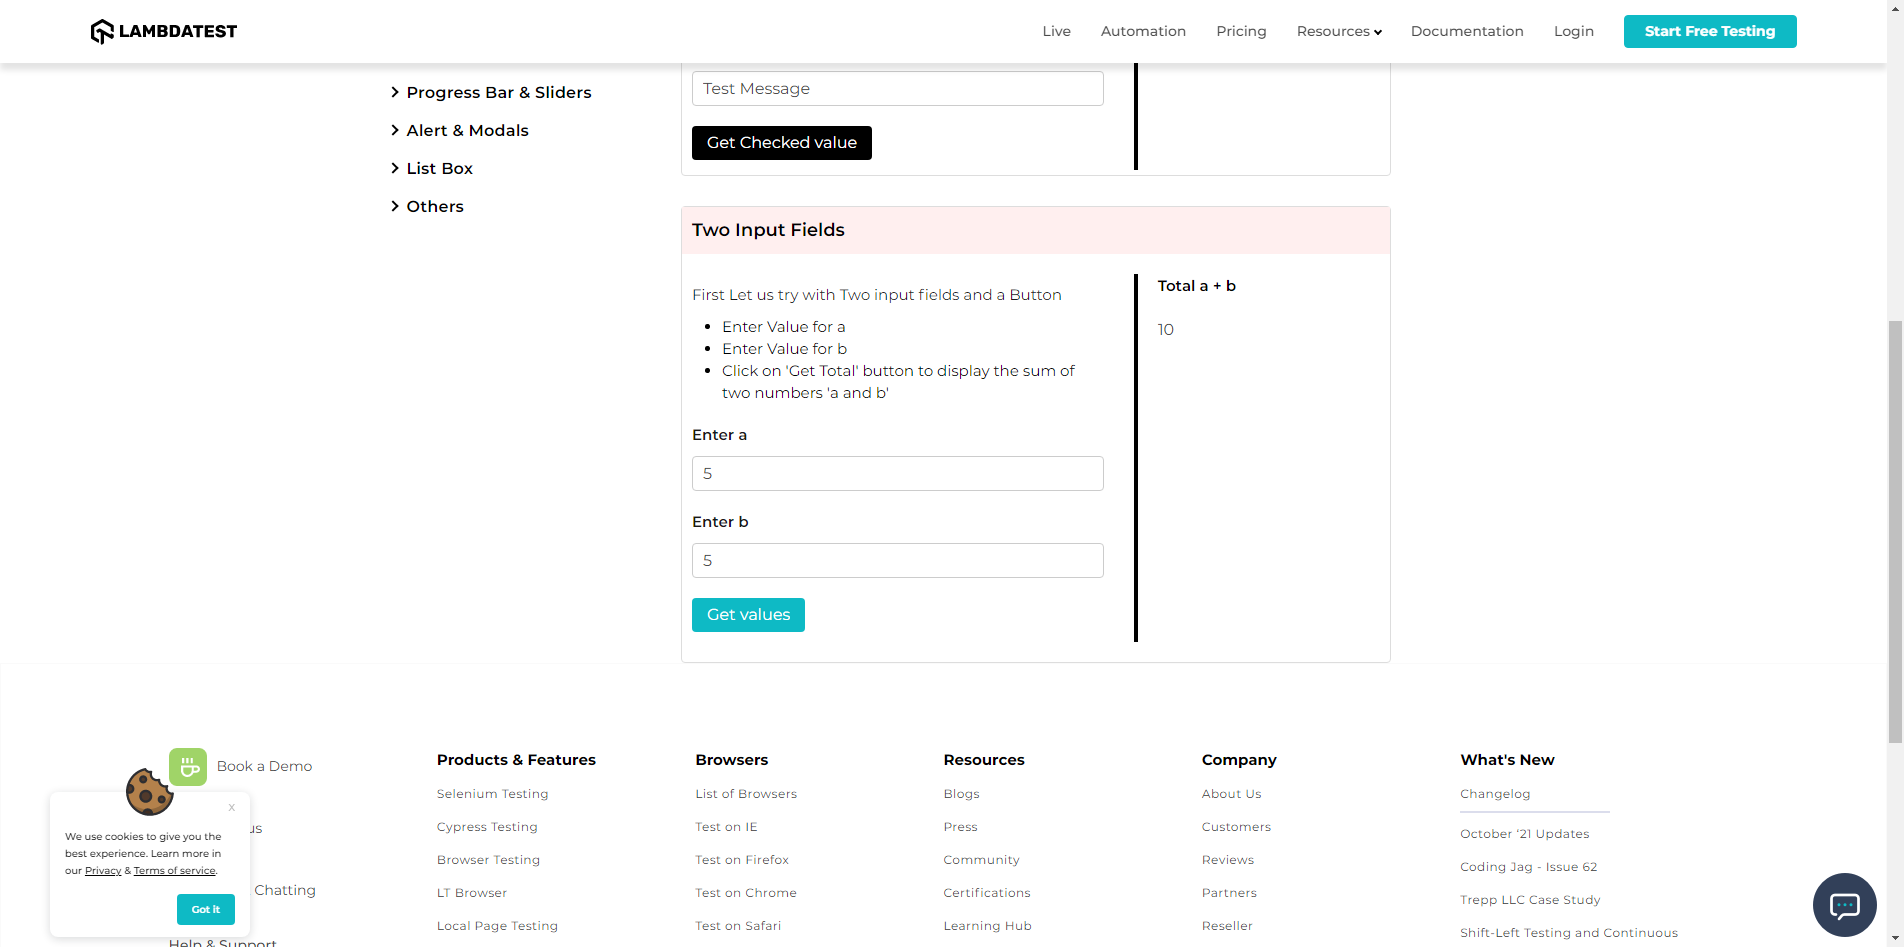 LAMBDATEST
Live Automation Pricing Resources Documentation Login Start Free Testing
Progress Bar & Sliders
Alert & Modals
List Box
Others
Test Message
Get Checked value
Two Input Fields
First Let us try with Two input fields and a Button
Enter Value for a
Enter Value for b
Click on 'Get Total' button to display the sum of
two numbers 'a and b'
Enter a
5
Enter b
5
Get values
Total a + b
10
Book a Demo
us
Chatting
Help & Support
x
We use cookies to give you the
best experience. Learn more in
our Privacy & Terms of service.
Got it
Products & Features
Selenium Testing
Cypress Testing
Browser Testing
LT Browser
Local Page Testing
Browsers
List of Browsers
Test on IE
Test on Firefox
Test on Chrome
Test on Safari
Resources
Blogs
Press
Community
Certifications
Learning Hub
Company
About Us
Customers
Reviews
Partners
Reseller
What's New
Changelog
October '21 Updates
Coding Jag - Issue 62
Trepp LLC Case Study
Shift-Left Testing and Continuous